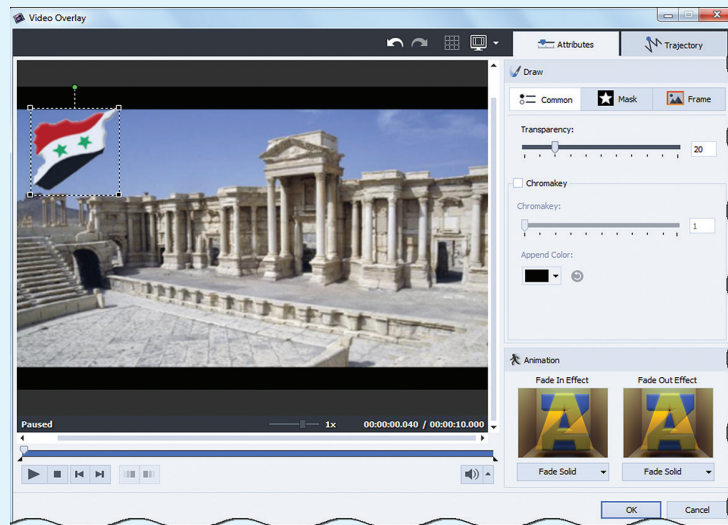 Video Overlay
Attributes
Trajectory
Draw
Common
Mask
Frame
Transparency:
20
Chromakey
Chromakey:
1
Append Color:
Animation
Fade In Effect
Fade Out Effect
A
A
Fade Solid
Fade Solid
Paused
1x
00:00:00.040 / 00:00:10.000
OK
Cancel